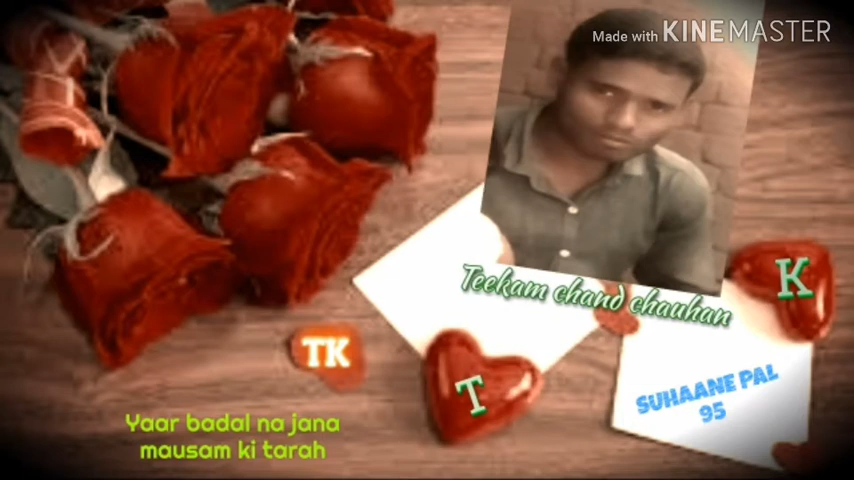 Made with KINEMASTER
K
Teekam chand chauhan
TK
T
SUHAANE PAL
95
Yaar badal na jana
mausam ki tarah